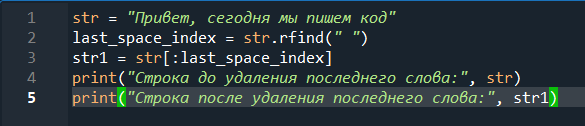 1 str = "Привет, сегодня мы пишем код"
2 last_space_index = str.rfind(" ")
3 str1 = str[:last_space_index]
4 print("Строка до удаления последнего слова:", str)
5 print("Строка после удаления последнего слова:", str1)